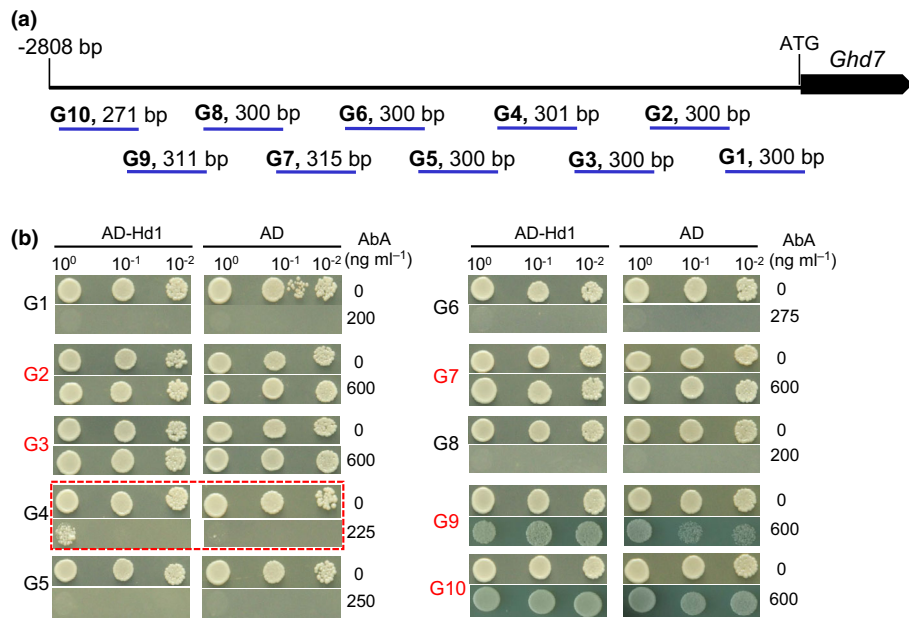 (a)
-2808 bp
ATG
Ghd7
G10, 271 bp
G8, 300 bp
G6, 300 bp
G4, 301 bp
G2, 300 bp
G9, 311 bp
G7, 315 bp
G5, 300 bp
G3, 300 bp
G1, 300 bp
(b)
AD-Hd1 AD AbA
10⁰ 10⁻¹ 10⁻² 10⁰ 10⁻¹ 10⁻² (ng ml⁻¹)
G1 0
200
G2 0
600
G3 0
600
G4 0
225
G5 0
250
AD-Hd1 AD AbA
10⁰ 10⁻¹ 10⁻² 10⁰ 10⁻¹ 10⁻² (ng ml⁻¹)
G6 0
275
G7 0
600
G8 0
200
G9 0
600
G10 0
600